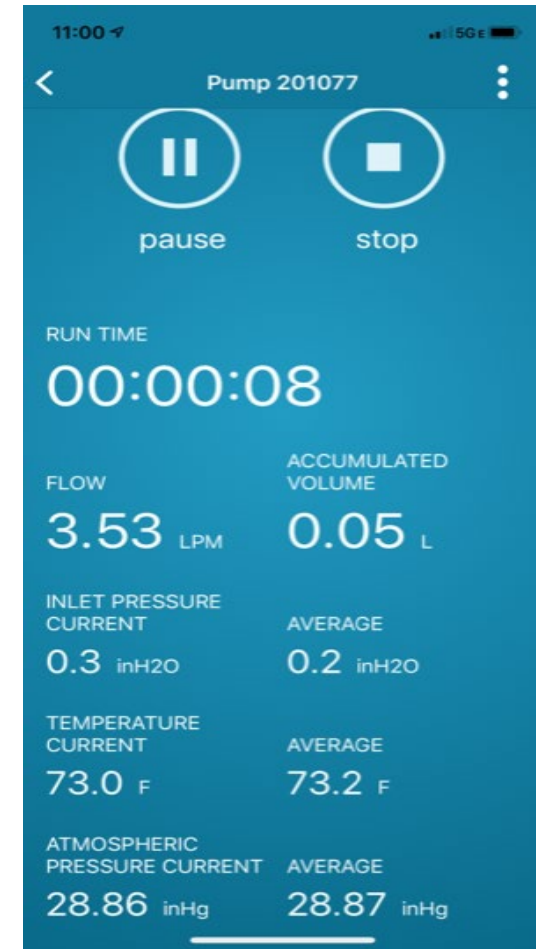 11:00 5G E
Pump 201077
pause stop
RUN TIME
00:00:08
FLOW
3.53 LPM
ACCUMULATED
VOLUME
0.05 L
INLET PRESSURE
CURRENT
0.3 inH2O
AVERAGE
0.2 inH2O
TEMPERATURE
CURRENT
73.0 F
AVERAGE
73.2 F
ATMOSPHERIC
PRESSURE CURRENT
28.86 inHg
AVERAGE
28.87 inHg